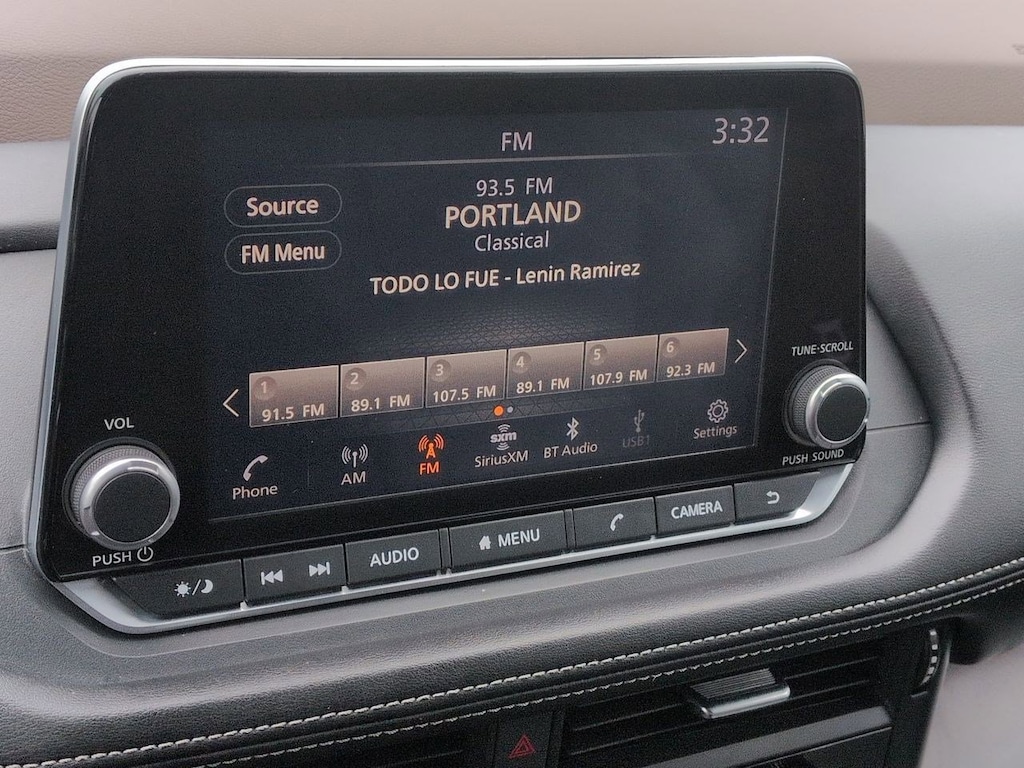 FM
3:32
Source
93.5 FM
PORTLAND
Classical
FM Menu
TODO LO FUE - Lenin Ramirez
TUNE·SCROLL
1
91.5 FM
2
89.1 FM
3
107.5 FM
4
89.1 FM
5
107.9 FM
6
92.3 FM
VOL
Phone
AM
FM
sxm
SiriusXM
BT Audio
USB1
Settings
PUSH SOUND
PUSH
AUDIO
MENU
CAMERA